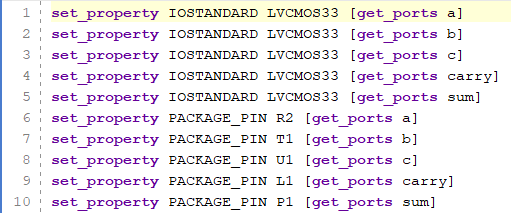 1 set_property IOSTANDARD LVCMOS33 [get_ports a]
2 set_property IOSTANDARD LVCMOS33 [get_ports b]
3 set_property IOSTANDARD LVCMOS33 [get_ports c]
4 set_property IOSTANDARD LVCMOS33 [get_ports carry]
5 set_property IOSTANDARD LVCMOS33 [get_ports sum]
6 set_property PACKAGE_PIN R2 [get_ports a]
7 set_property PACKAGE_PIN T1 [get_ports b]
8 set_property PACKAGE_PIN U1 [get_ports c]
9 set_property PACKAGE_PIN L1 [get_ports carry]
10 set_property PACKAGE_PIN P1 [get_ports sum]